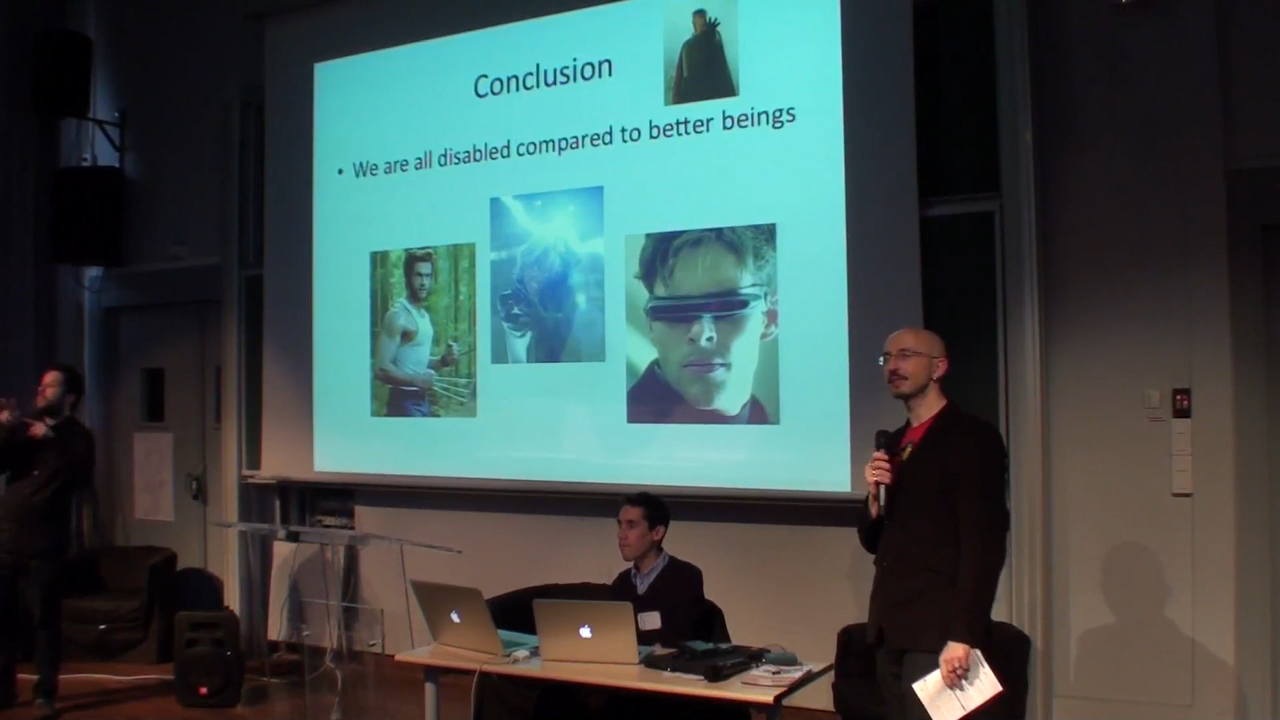 Conclusion
• We are all disabled compared to better beings